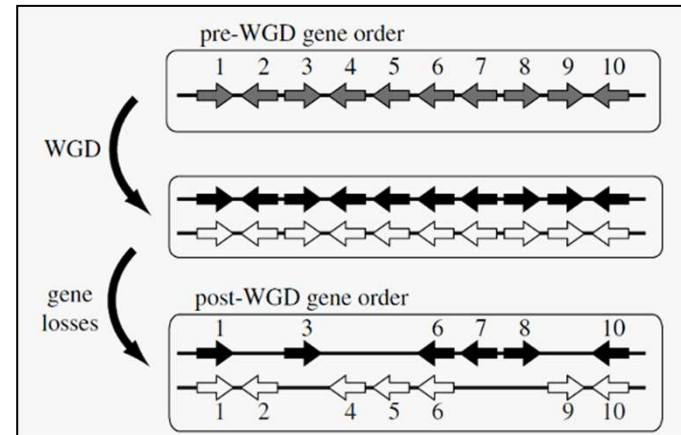 pre-WGD gene order
1 2 3 4 5 6 7 8 9 10
WGD
gene
losses
post-WGD gene order
1 3 6 7 8 10
1 2 4 5 6 9 10